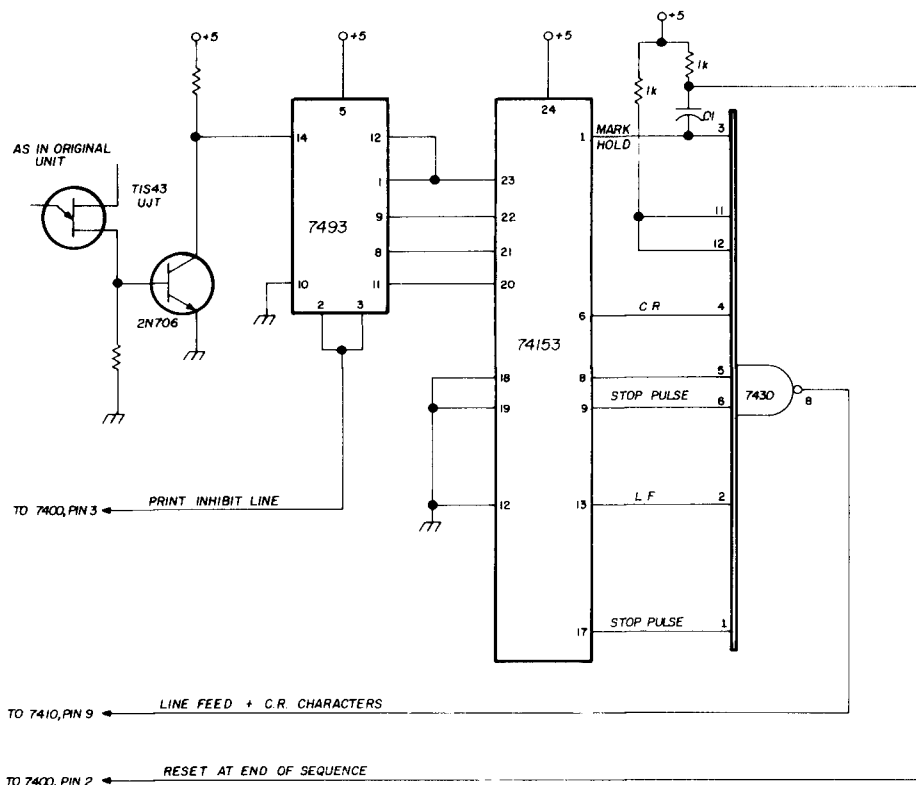 +5
+5
+5
+5
1k
1k
.01
5
24
14
12
1
MARK
HOLD
3
AS IN ORIGINAL
UNIT
TIS43
UJT
1
23
9
22
11
7493
8
21
12
10
11
20
2
3
2N706
6
C R
4
74153
18
8
5
7430
8
19
9
STOP PULSE
6
TO 7400, PIN 3
PRINT INHIBIT LINE
12
13
L F
2
17
STOP PULSE
1
TO 7410, PIN 9
LINE FEED + C.R. CHARACTERS
TO 7400, PIN 2
RESET AT END OF SEQUENCE